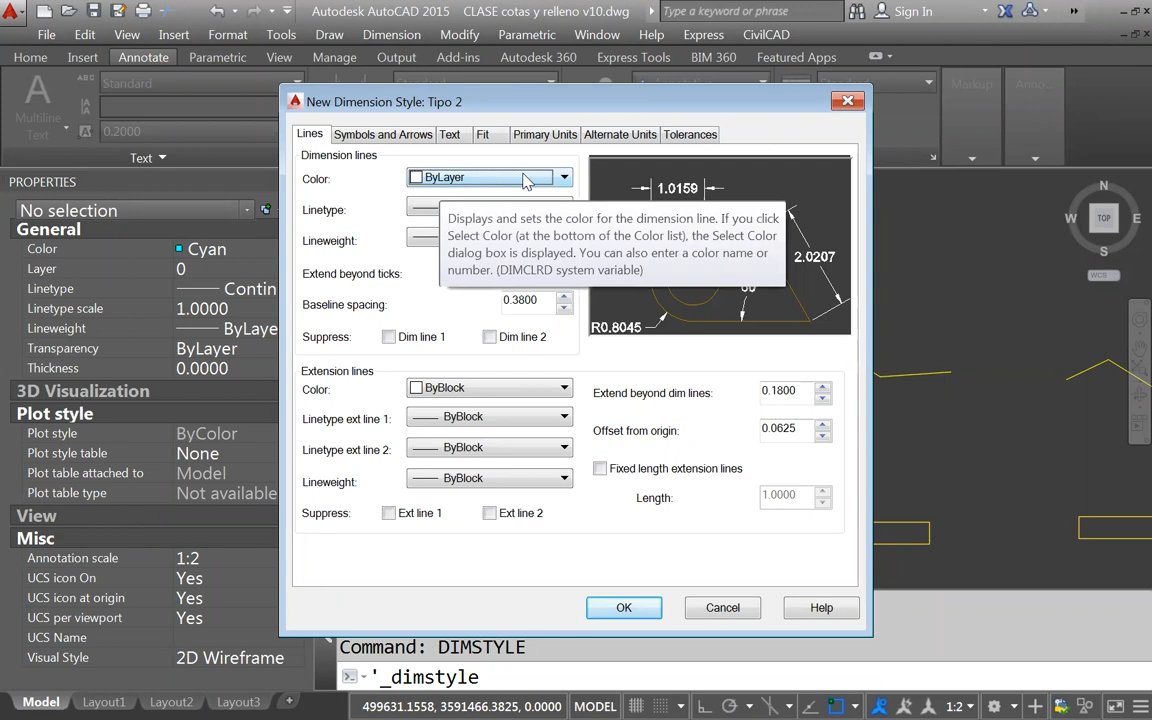 Autodesk AutoCAD 2015 CLASE cotas y relleno v10.dwg Type a keyword or phrase Sign In
File Edit View Insert Format Tools Draw Dimension Modify Parametric Window Help Express CivilCAD
Home Insert Annotate Parametric View Manage Output Add-ins Autodesk 360 Express Tools BIM 360 Featured Apps
A ABC Standard
Multiline
Text
0.2000
Text
Markup Anno...
New Dimension Style: Tipo 2
Lines Symbols and Arrows Text Fit Primary Units Alternate Units Tolerances
Dimension lines
Color: ByLayer
Linetype:
Lineweight:
Extend beyond ticks:
Baseline spacing: 0.3800
Suppress: Dim line 1 Dim line 2
Displays and sets the color for the dimension line. If you click
Select Color (at the bottom of the Color list), the Select Color
dialog box is displayed. You can also enter a color name or
number. (DIMCLRD system variable)
1.0159
2.0207
R0.8045
Extension lines
Color: ByBlock
Linetype ext line 1: ByBlock
Linetype ext line 2: ByBlock
Lineweight: ByBlock
Suppress: Ext line 1 Ext line 2
Extend beyond dim lines: 0.1800
Offset from origin: 0.0625
Fixed length extension lines
Length: 1.0000
OK Cancel Help
PROPERTIES
No selection
General
Color Cyan
Layer 0
Linetype Contin
Linetype scale 1.0000
Lineweight ByLaye
Transparency ByLayer
Thickness 0.0000
3D Visualization
Plot style
Plot style ByColor
Plot style table None
Plot table attached to Model
Plot table type Not available
View
Misc
Annotation scale 1:2
UCS icon On Yes
UCS icon at origin Yes
UCS per viewport Yes
UCS Name
Visual Style 2D Wireframe
N
W TOP E
S
WCS
Command: DIMSTYLE
'_dimstyle
Model Layout1 Layout2 Layout3 +
499631.1558, 3591466.3825, 0.0000 MODEL 1:2